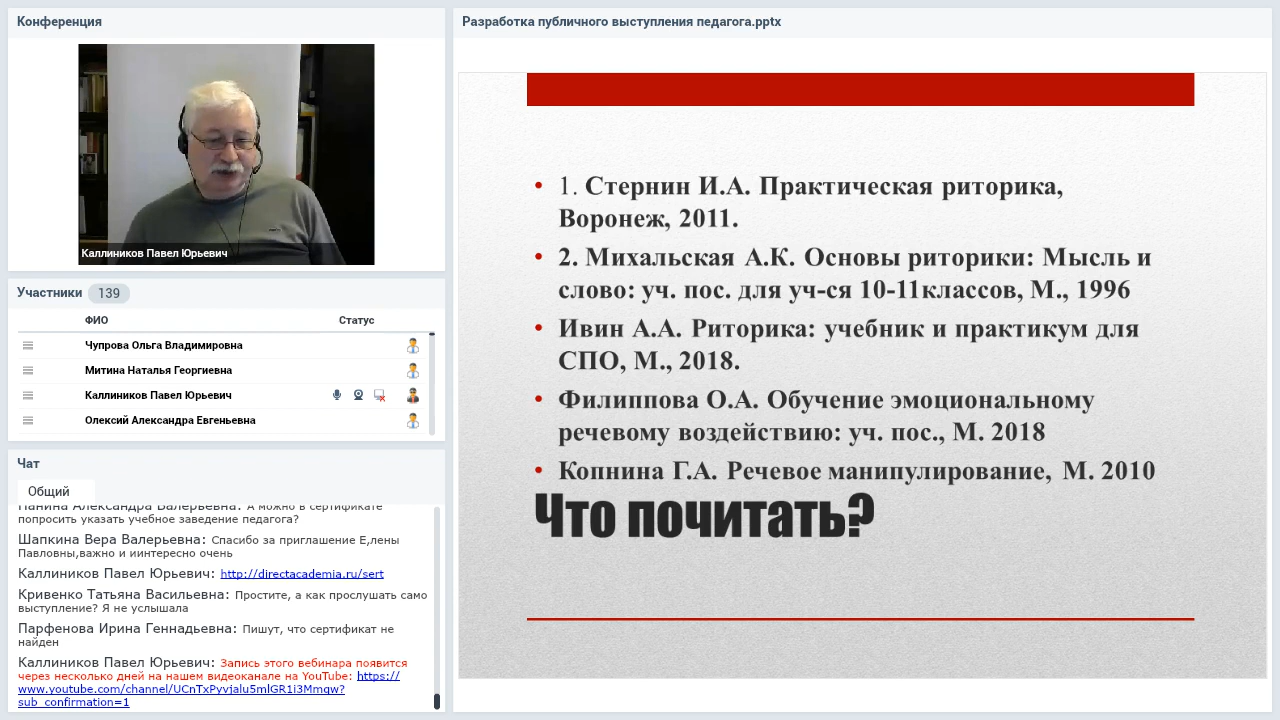 Конференция
Каллиников Павел Юрьевич
Участники 139
ФИО Статус
Чупрова Ольга Владимировна
Митина Наталья Георгиевна
Каллиников Павел Юрьевич
Олексий Александра Евгеньевна
Чат
Общий
Панина Александра Валерьевна: А можно в сертификате
попросить указать учебное заведение педагога?
Шапкина Вера Валерьевна: Спасибо за приглашение Е,лены
Павловны,важно и иинтересно очень
Каллиников Павел Юрьевич: http://directacademia.ru/sert
Кривенко Татьяна Васильевна: Простите, а как прослушать само
выступление? Я не услышала
Парфенова Ирина Геннадьевна: Пишут, что сертификат не
найден
Каллиников Павел Юрьевич: Запись этого вебинара появится
через несколько дней на нашем видеоканале на YouTube: https://
www.youtube.com/channel/UCnTxPyvjalu5mlGR1i3Mmqw?
sub_confirmation=1
Разработка публичного выступления педагога.pptx
• 1. Стернин И.А. Практическая риторика,
Воронеж, 2011.
• 2. Михальская А.К. Основы риторики: Мысль и
слово: уч. пос. для уч-ся 10-11классов, М., 1996
• Ивин А.А. Риторика: учебник и практикум для
СПО, М., 2018.
• Филиппова О.А. Обучение эмоциональному
речевому воздействию: уч. пос., М. 2018
• Копнина Г.А. Речевое манипулирование, М. 2010
Что почитать?